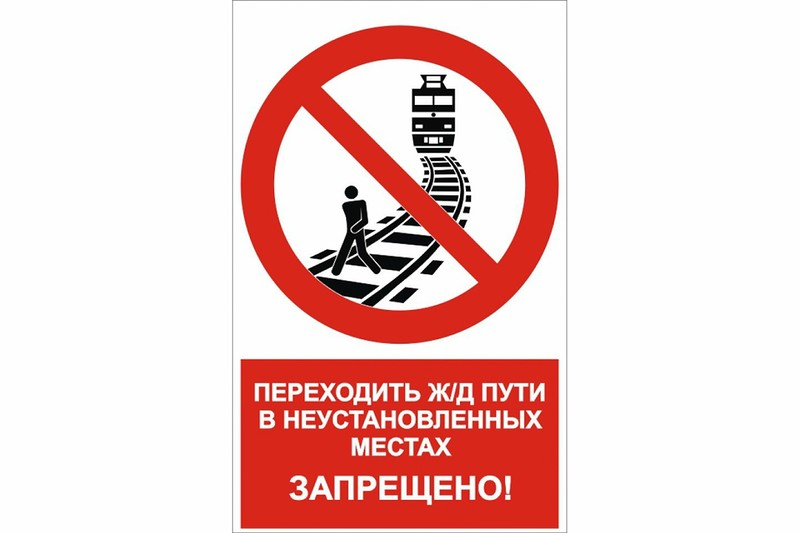 ПЕРЕХОДИТЬ Ж/Д ПУТИ
В НЕУСТАНОВЛЕННЫХ
МЕСТАХ
ЗАПРЕЩЕНО!